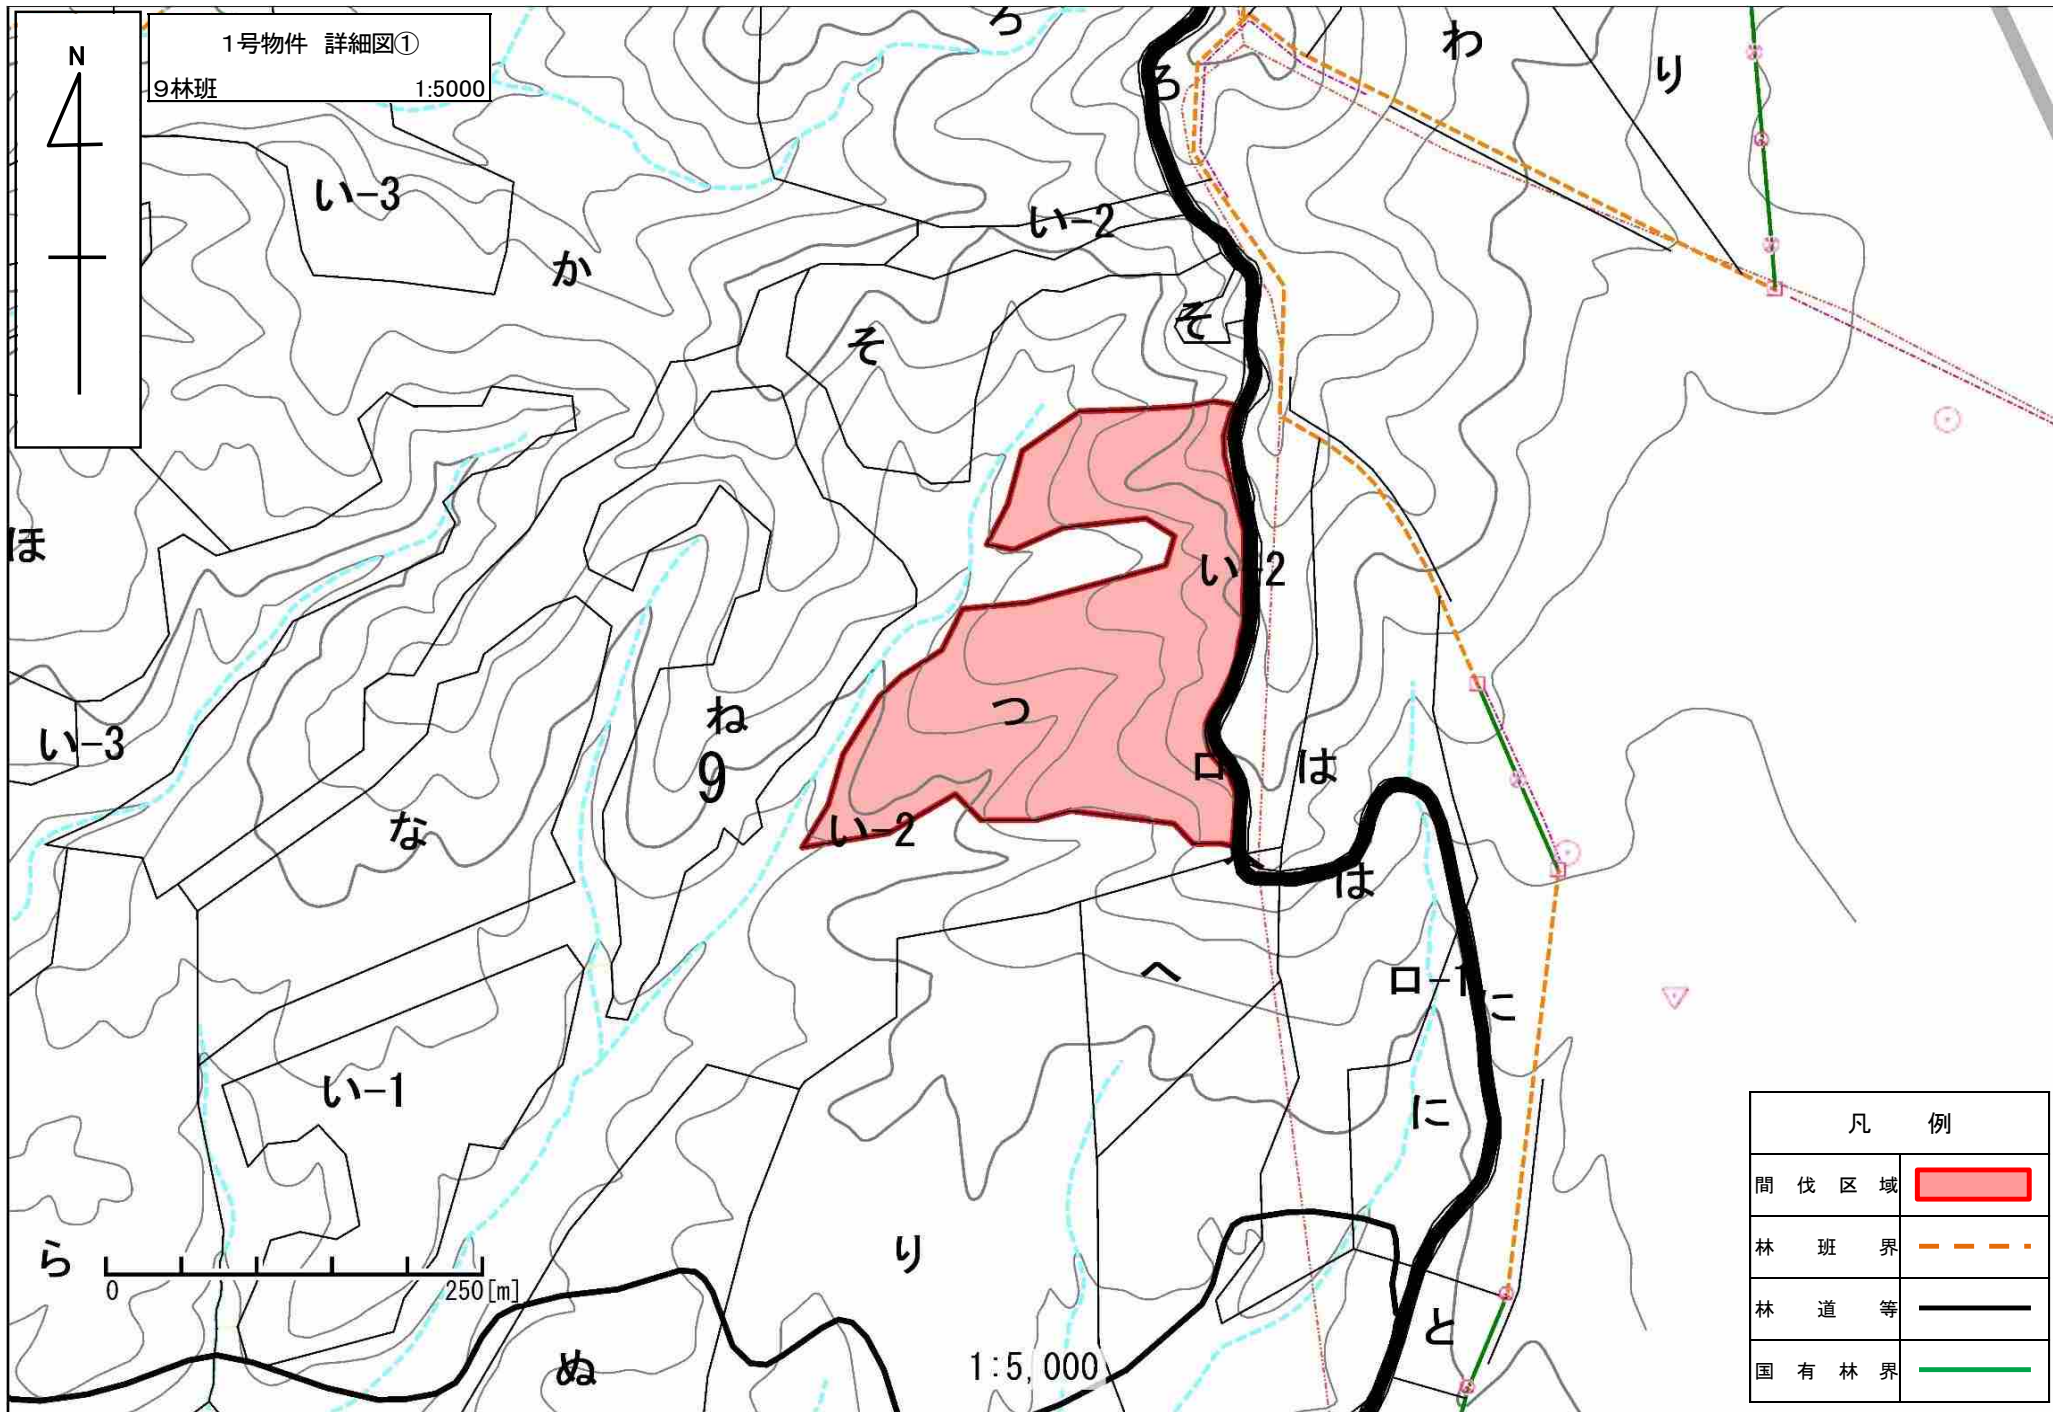 N
1号物件 詳細図①
9林班 1:5000
ろ
わ
り
ろ
い-3
い-2
か
そ
そ
ほ
い-2
つ
ね
9
い-3
ロ
は
い-2
な
は
へ
ロ-1
に
い-1
に
凡 例
間伐区域
林班界
林道等
国有林界
ら
り
0 250[m]
と
ぬ
1:5,000